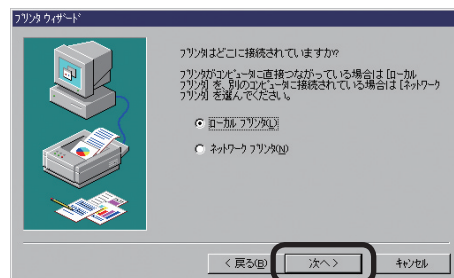 プリンタ ウィザード
プリンタはどこに接続されていますか?
プリンタがコンピュータに直接つながっている場合は [ローカル
プリンタ] を、別のコンピュータに接続されている場合は [ネットワーク
プリンタ] を選んでください。
ローカル プリンタ(L)
ネットワーク プリンタ(N)
< 戻る(B)
次へ >
キャンセル